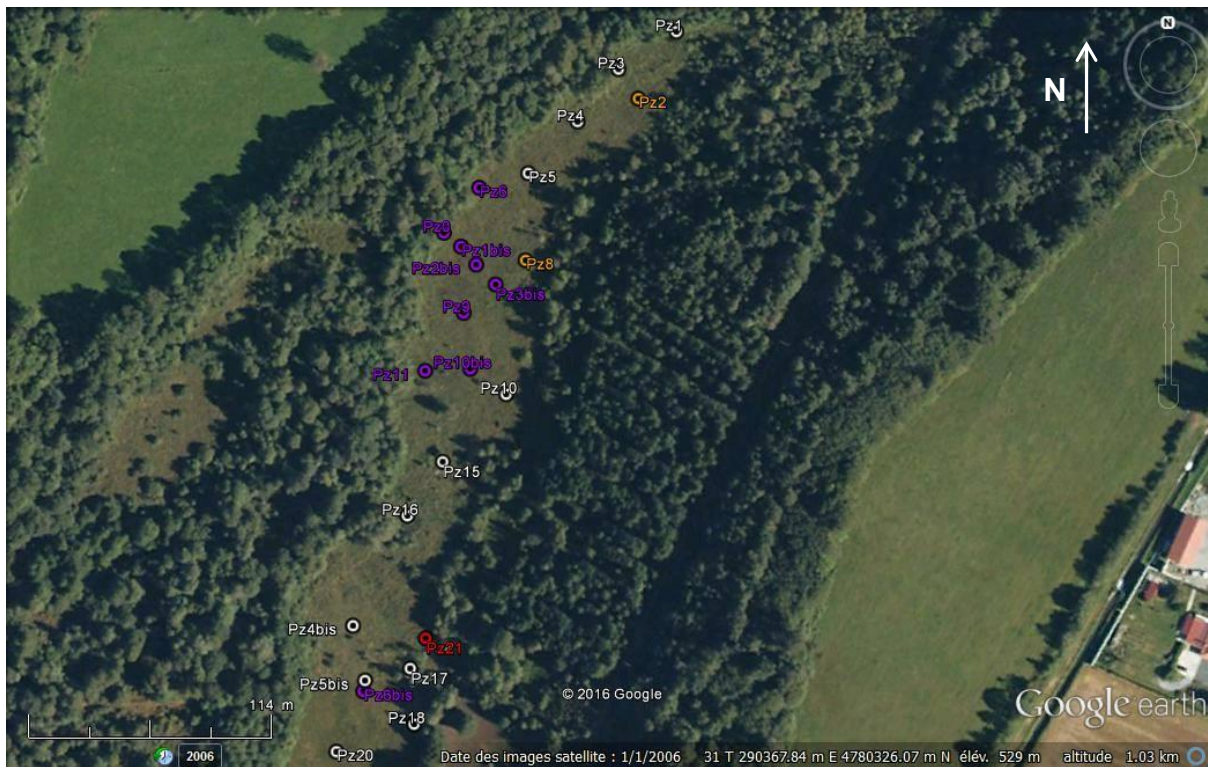 Pz1
N
Pz3
N
Pz2
Pz4
Pz5
Pz6
Pz1bis
Pz2bis
Pz8
Pz3bis
Pz9
Pz10bis
Pz11
Pz10
Pz15
Pz16
Pz4bis
Pz21
Pz17
Pz5bis
Pz6bis
© 2016 Google
Google earth
114 m
Pz18
2006
Pz20
Date des images satellite : 1/1/2006 31 T 290367.84 m E 4780326.07 m N élév. 529 m altitude 1.03 km